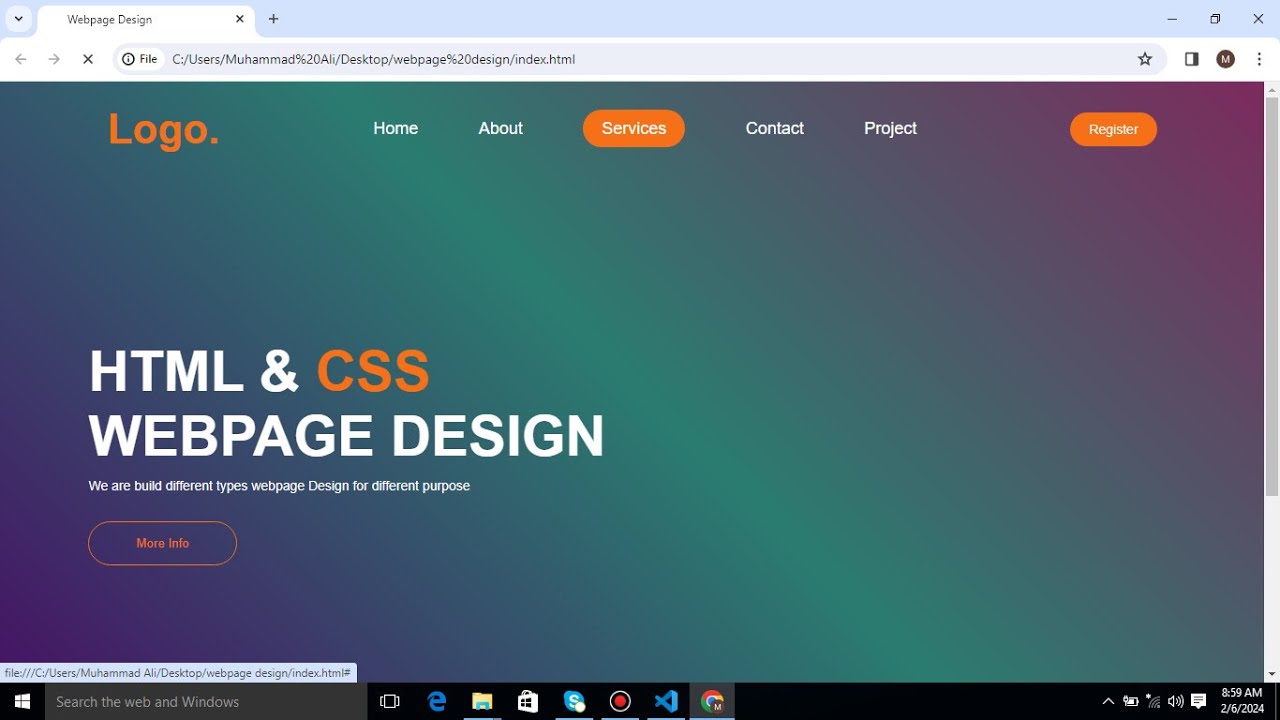 Webpage Design
File C:/Users/Muhammad%20Ali/Desktop/webpage%20design/index.html
M
Logo. Home About Services Contact Project Register
HTML & CSS
WEBPAGE DESIGN
We are build different types webpage Design for different purpose
More Info
file:///C:/Users/Muhammad Ali/Desktop/webpage design/index.html#
Search the web and Windows
M
8:59 AM
2/6/2024